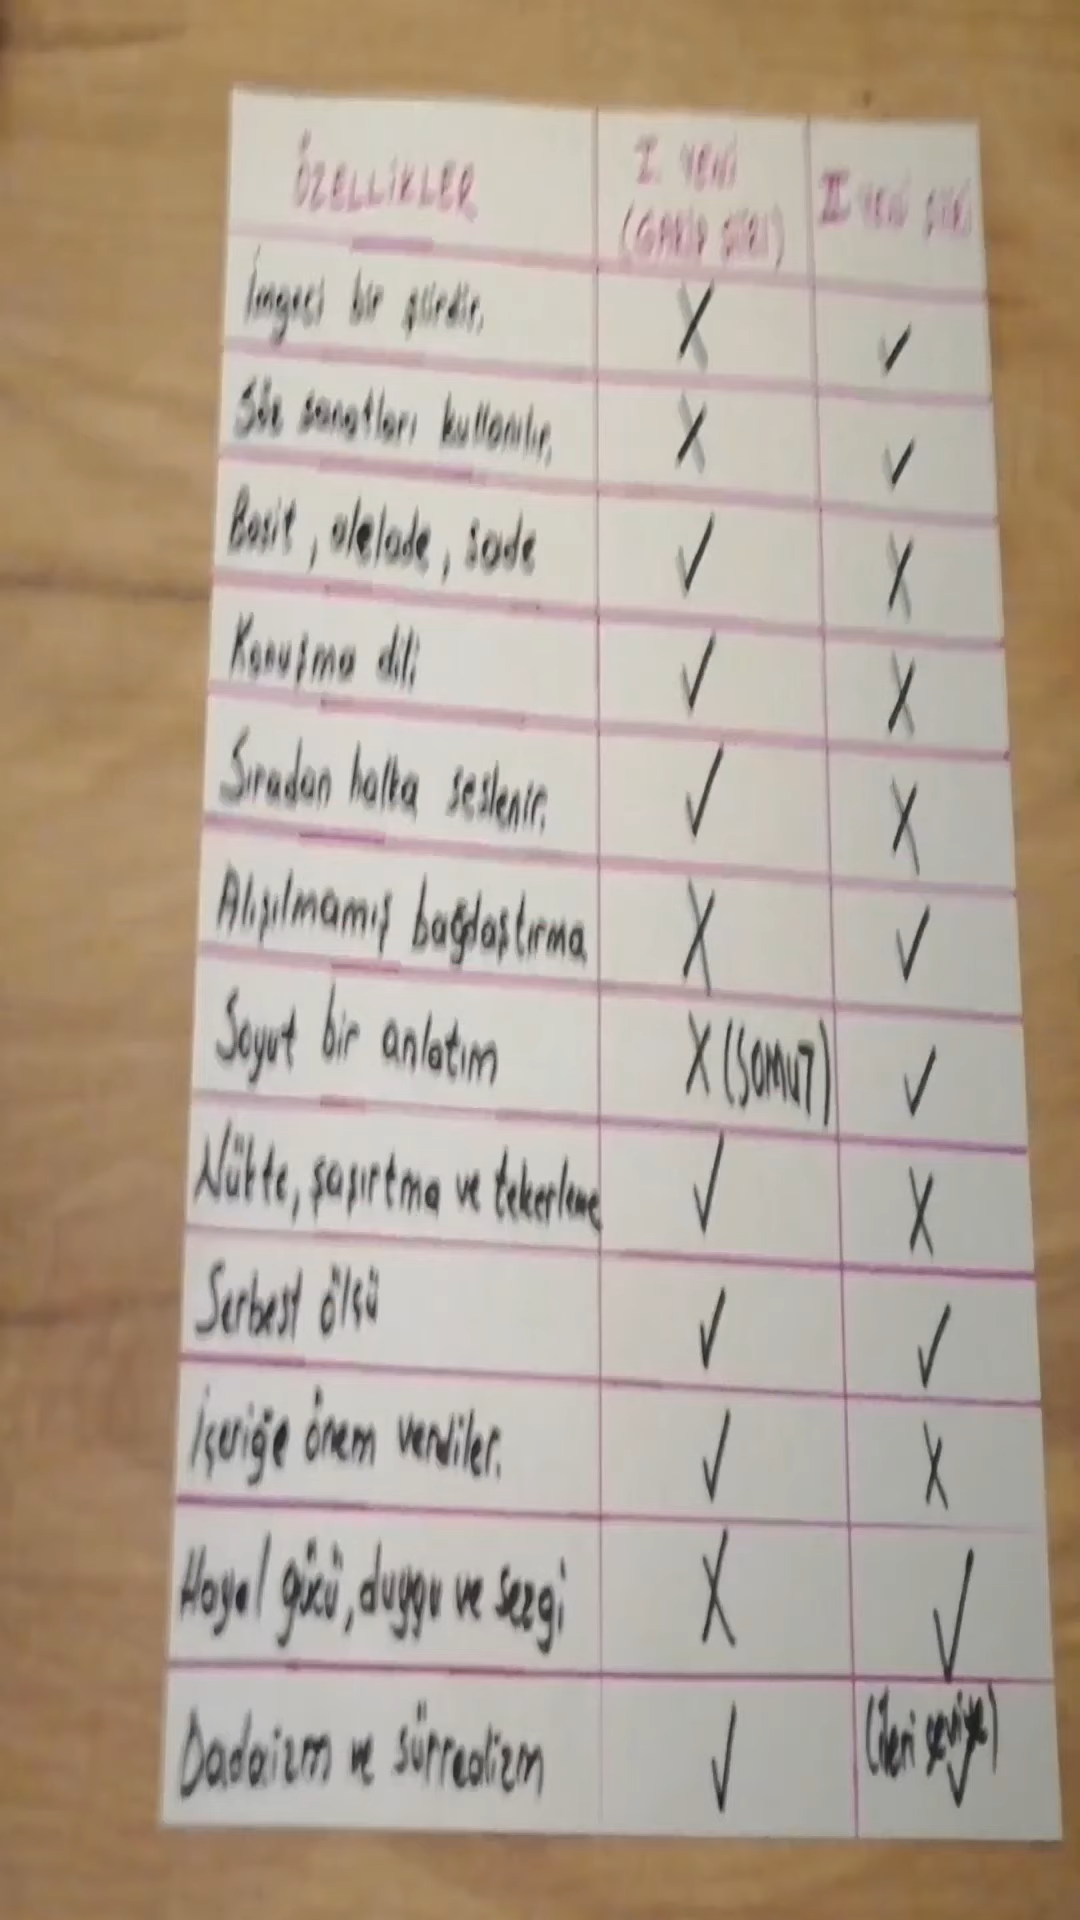 ÖZELLİKLER I. YENİ II YENİ ŞİİRİ
(GARİP ŞİİRİ)
İmgeci bir şiirdir. X ✓
Söz sanatları kullanılır. X ✓
Basit, alelade, sade ✓ X
Konuşma dili ✓ X
Sıradan halka seslenir. ✓ X
Alışılmamış bağdaştırma X ✓
Soyut bir anlatım X (SOMUT) ✓
Nükte, şaşırtma ve tekerleme ✓ X
Serbest ölçü ✓ ✓
İçeriğe önem verdiler. ✓ X
Hayal gücü, duygu ve sezgi X ✓
Dadaizm ve sürrealizm ✓ (ileri seviye) ✓